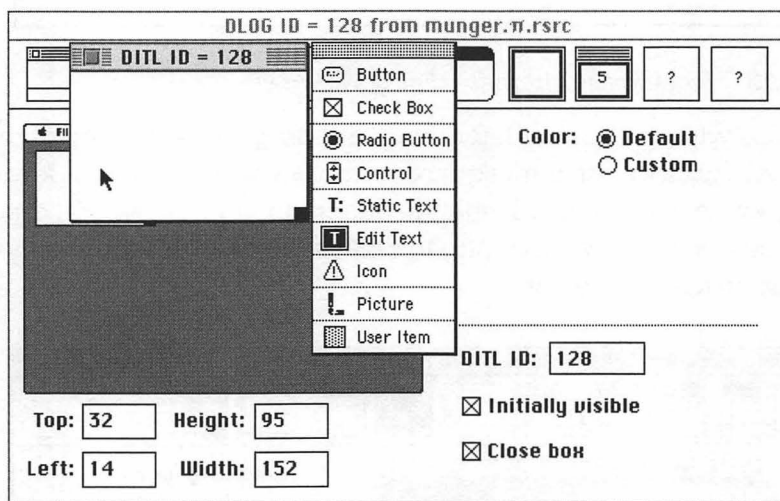 DLOG ID = 128 from munger.π.rsrc
DITL ID = 128
Button
Check Box
Radio Button
Control
T: Static Text
T Edit Text
Icon
Picture
User Item
5
?
?
Color: Default
Custom
DITL ID: 128
Initially visible
Close box
Top: 32 Height: 95
Left: 14 Width: 152